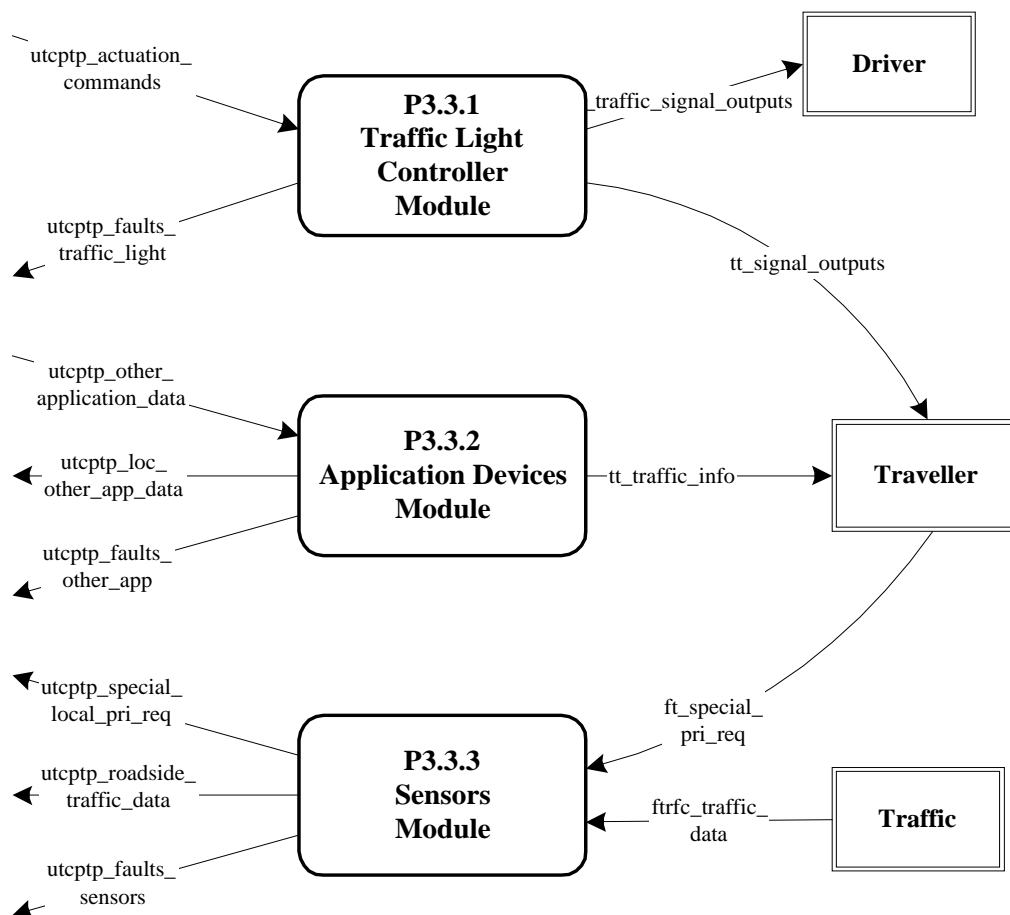 utcptp_actuation_
commands
P3.3.1
Traffic Light
Controller
Module
_traffic_signal_outputs
Driver
utcptp_faults_
traffic_light
tt_signal_outputs
utcptp_other_
application_data
P3.3.2
Application Devices
Module
utcptp_loc_
other_app_data
tt_traffic_info
Traveller
utcptp_faults_
other_app
utcptp_special_
local_pri_req
ft_special_
pri_req
P3.3.3
Sensors
Module
utcptp_roadside_
traffic_data
ftrfc_traffic_
data
Traffic
utcptp_faults_
sensors